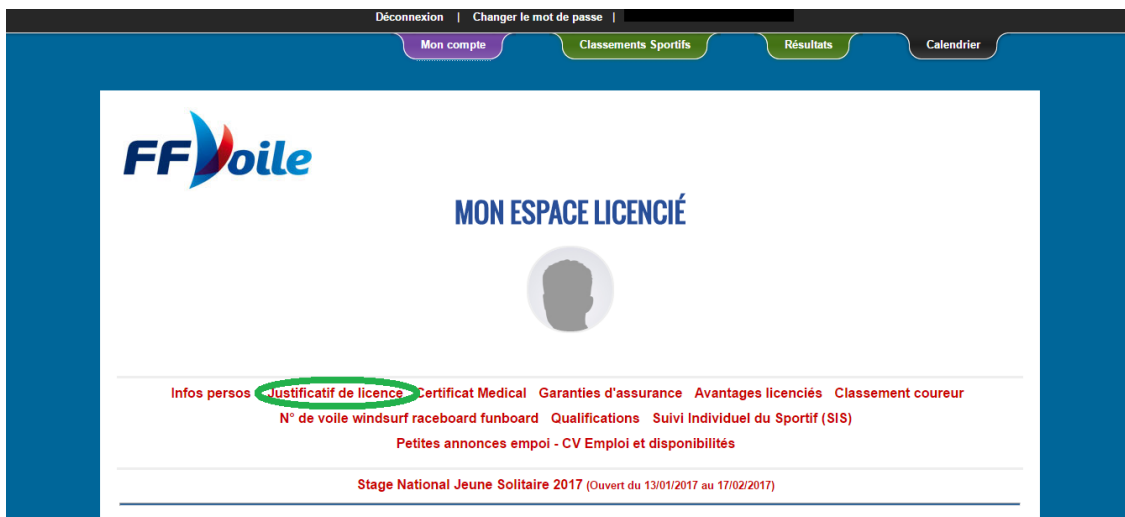 Déconnexion | Changer le mot de passe |
Mon compte Classements Sportifs Résultats Calendrier
FFVoile
MON ESPACE LICENCIÉ
Infos persos Justificatif de licence Certificat Medical Garanties d'assurance Avantages licenciés Classement coureur
N° de voile windsurf raceboard funboard Qualifications Suivi Individuel du Sportif (SIS)
Petites annonces empoi - CV Emploi et disponibilités
Stage National Jeune Solitaire 2017 (Ouvert du 13/01/2017 au 17/02/2017)